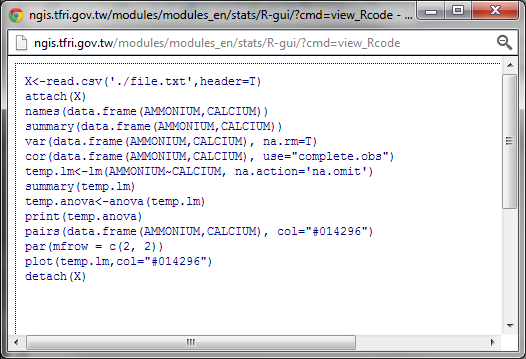 ngis.tfri.gov.tw/modules/modules_en/stats/R-gui/?cmd=view_Rcode - ...
ngis.tfri.gov.tw/modules/modules_en/stats/R-gui/?cmd=view_Rcode
X<-read.csv('./file.txt',header=T)
attach(X)
names(data.frame(AMMONIUM,CALCIUM))
summary(data.frame(AMMONIUM,CALCIUM))
var(data.frame(AMMONIUM,CALCIUM), na.rm=T)
cor(data.frame(AMMONIUM,CALCIUM), use="complete.obs")
temp.lm<-lm(AMMONIUM~CALCIUM, na.action='na.omit')
summary(temp.lm)
temp.anova<-anova(temp.lm)
print(temp.anova)
pairs(data.frame(AMMONIUM,CALCIUM), col="#014296")
par(mfrow = c(2, 2))
plot(temp.lm,col="#014296")
detach(X)